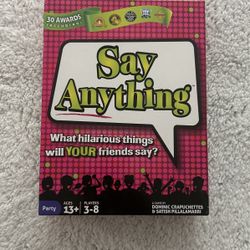 30 AWARDS
Say
Anything
What hilarious things
will YOUR friends say?
Party
AGES
13+
PLAYERS
3-8
A GAME BY
DOMINIC CRAPUCHETTES
& SATISH PILLALAMARRI